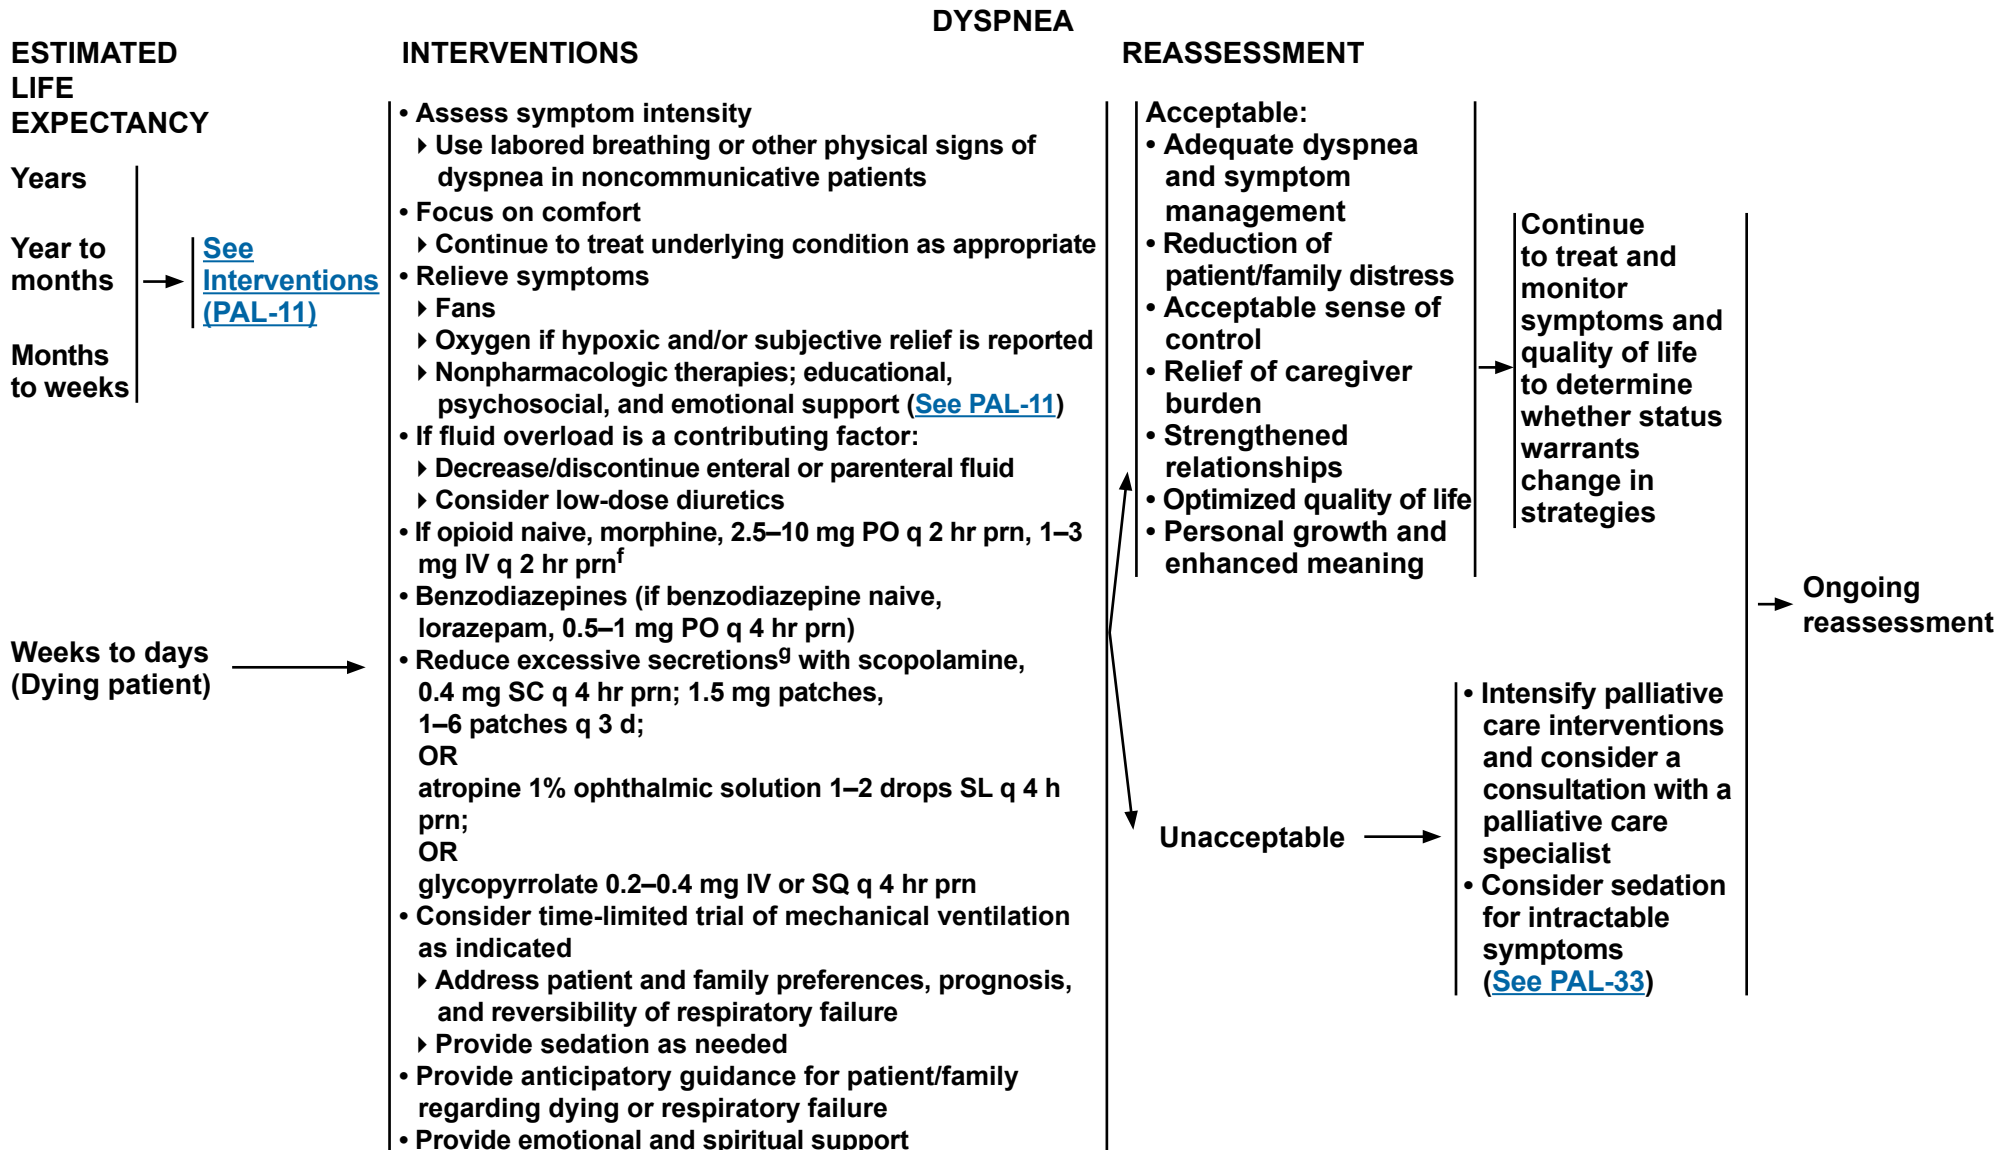 DYSPNEA
ESTIMATED
LIFE
EXPECTANCY
Years
Year to
months
Months
to weeks
See
Interventions
(PAL-11)
Weeks to days
(Dying patient)
INTERVENTIONS
• Assess symptom intensity
Use labored breathing or other physical signs of
dyspnea in noncommunicative patients
• Focus on comfort
Continue to treat underlying condition as appropriate
• Relieve symptoms
Fans
Oxygen if hypoxic and/or subjective relief is reported
Nonpharmacologic therapies; educational,
psychosocial, and emotional support (See PAL-11)
• If fluid overload is a contributing factor:
Decrease/discontinue enteral or parenteral fluid
Consider low-dose diuretics
• If opioid naive, morphine, 2.5–10 mg PO q 2 hr prn, 1–3
mg IV q 2 hr prnf
• Benzodiazepines (if benzodiazepine naive,
lorazepam, 0.5–1 mg PO q 4 hr prn)
• Reduce excessive secretionsg with scopolamine,
0.4 mg SC q 4 hr prn; 1.5 mg patches,
1–6 patches q 3 d;
OR
atropine 1% ophthalmic solution 1–2 drops SL q 4 h
prn;
OR
glycopyrrolate 0.2–0.4 mg IV or SQ q 4 hr prn
• Consider time-limited trial of mechanical ventilation
as indicated
Address patient and family preferences, prognosis,
and reversibility of respiratory failure
Provide sedation as needed
• Provide anticipatory guidance for patient/family
regarding dying or respiratory failure
• Provide emotional and spiritual support
REASSESSMENT
Acceptable:
• Adequate dyspnea
and symptom
management
• Reduction of
patient/family distress
• Acceptable sense of
control
• Relief of caregiver
burden
• Strengthened
relationships
• Optimized quality of life
• Personal growth and
enhanced meaning
Continue
to treat and
monitor
symptoms and
quality of life
to determine
whether status
warrants
change in
strategies
Unacceptable
• Intensify palliative
care interventions
and consider a
consultation with a
palliative care
specialist
• Consider sedation
for intractable
symptoms
(See PAL-33)
Ongoing
reassessment